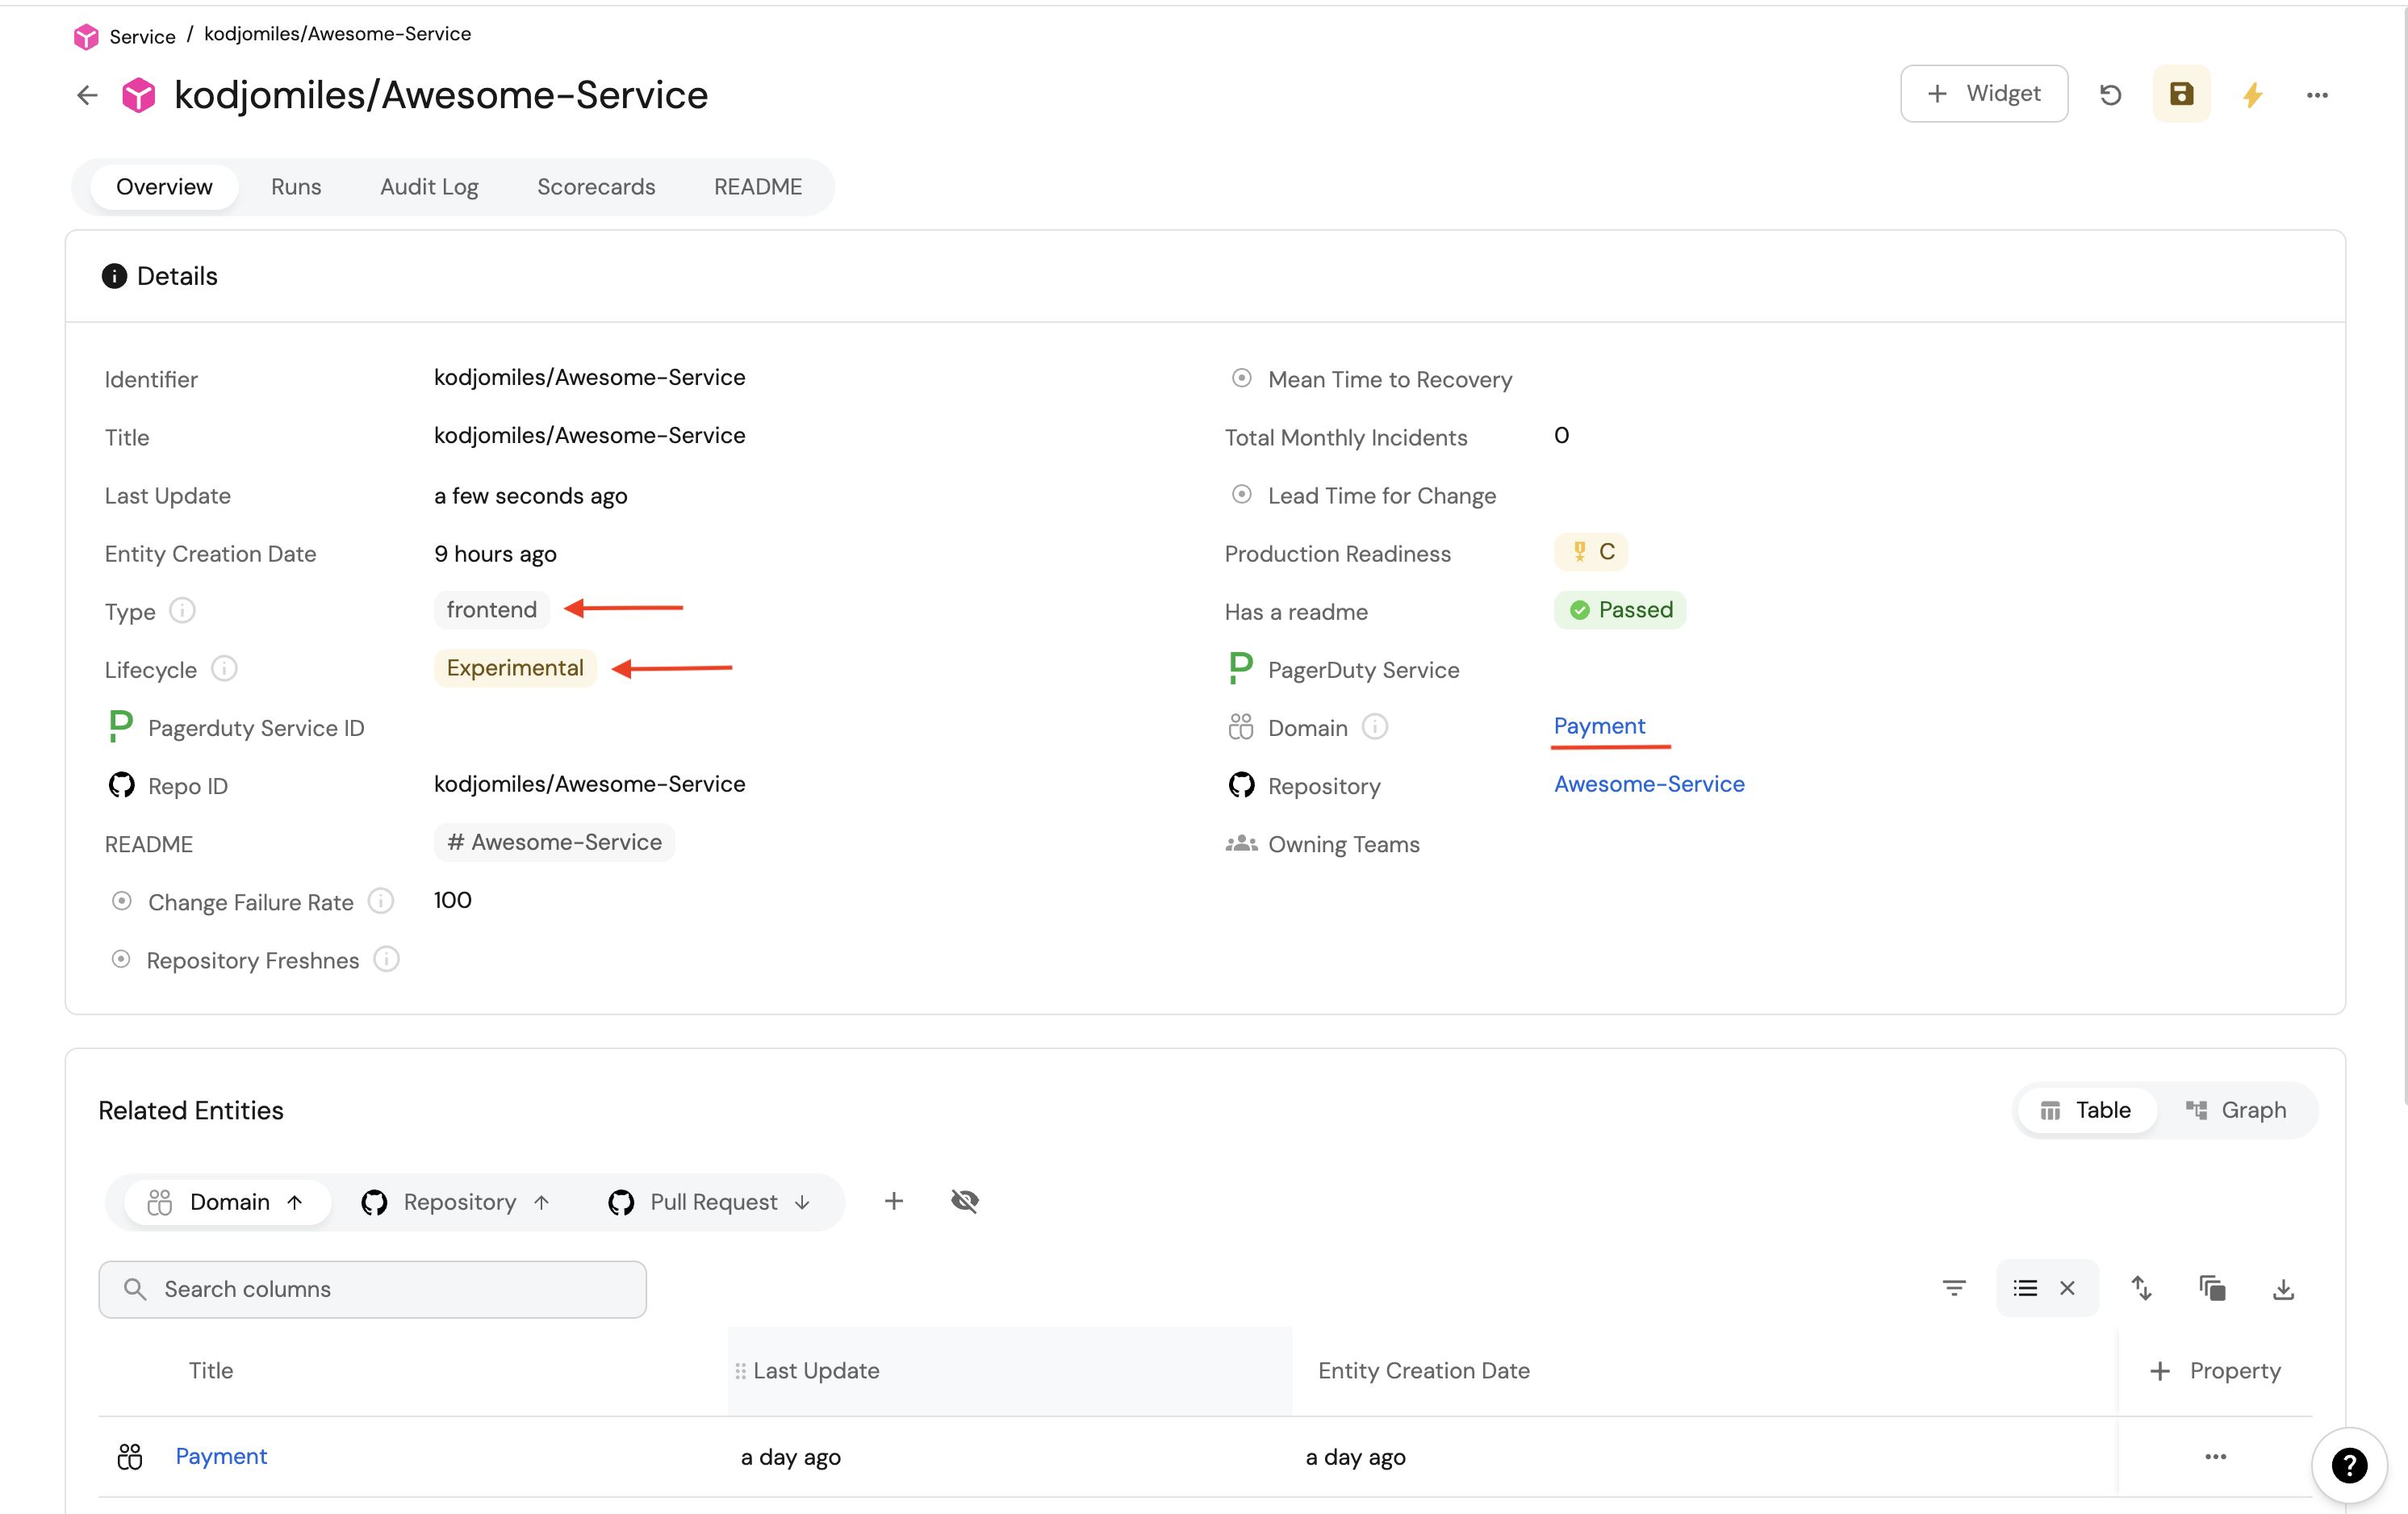 Service / kodjomiles/Awesome-Service
kodjomiles/Awesome-Service
+ Widget
Overview Runs Audit Log Scorecards README
Details
Identifier kodjomiles/Awesome-Service
Title kodjomiles/Awesome-Service
Last Update a few seconds ago
Entity Creation Date 9 hours ago
Type frontend
Lifecycle Experimental
Pagerduty Service ID
Repo ID kodjomiles/Awesome-Service
README # Awesome-Service
Change Failure Rate 100
Repository Freshnes
Mean Time to Recovery
Total Monthly Incidents 0
Lead Time for Change
Production Readiness C
Has a readme Passed
PagerDuty Service
Domain Payment
Repository Awesome-Service
Owning Teams
Related Entities
Table Graph
Domain ↑ Repository ↑ Pull Request ↓ +
Search columns
Title Last Update Entity Creation Date + Property
Payment a day ago a day ago